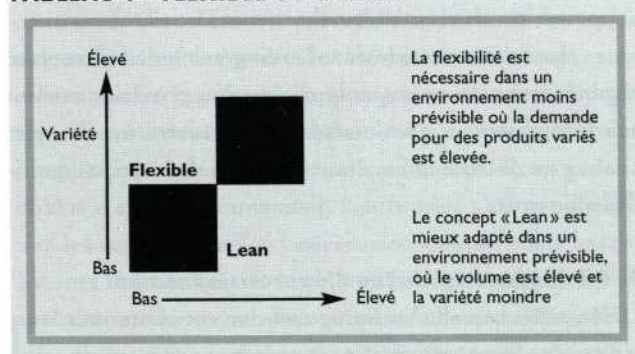 Élevé
Variété
Flexible
Lean
Bas
Bas
Élevé
La flexibilité est
nécessaire dans un
environnement moins
prévisible où la demande
pour des produits variés
est élevée.
Le concept « Lean » est
mieux adapté dans un
environnement prévisible,
où le volume est élevé et
la variété moindre